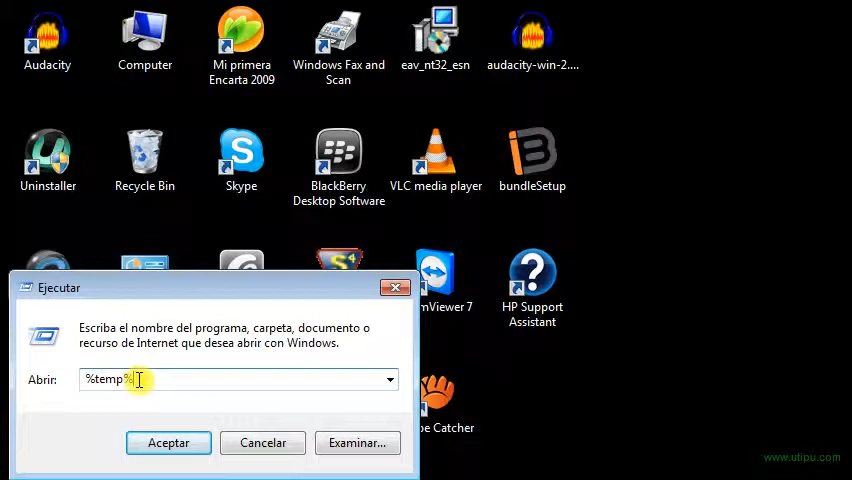 Audacity
Computer
Mi primera
Encarta 2009
Windows Fax and
Scan
eav_nt32_esn
audacity-win-2....
Uninstaller
Recycle Bin
Skype
BlackBerry
Desktop Software
VLC media player
bundleSetup
mViewer 7
HP Support
Assistant
Ejecutar
Escriba el nombre del programa, carpeta, documento o
recurso de Internet que desea abrir con Windows.
Abrir:
%temp%
pe Catcher
Aceptar
Cancelar
Examinar...
www.utipu.com